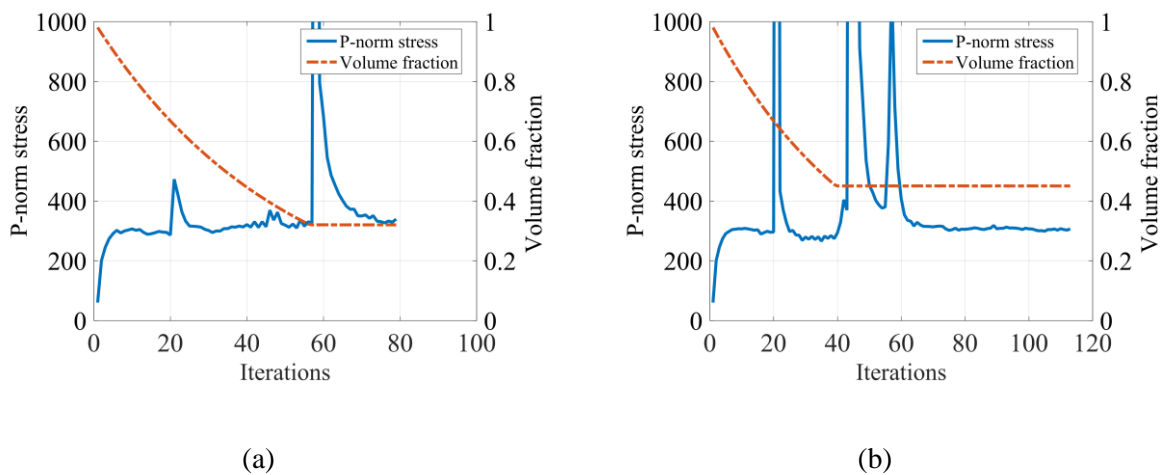 1000
800
600
400
200
0
P-norm stress
0 20 40 60 80 100
Iterations
1
0.8
0.6
0.4
0.2
0
Volume fraction
P-norm stress
Volume fraction
(a)
1000
800
600
400
200
0
P-norm stress
0 20 40 60 80 100 120
Iterations
1
0.8
0.6
0.4
0.2
0
Volume fraction
P-norm stress
Volume fraction
(b)